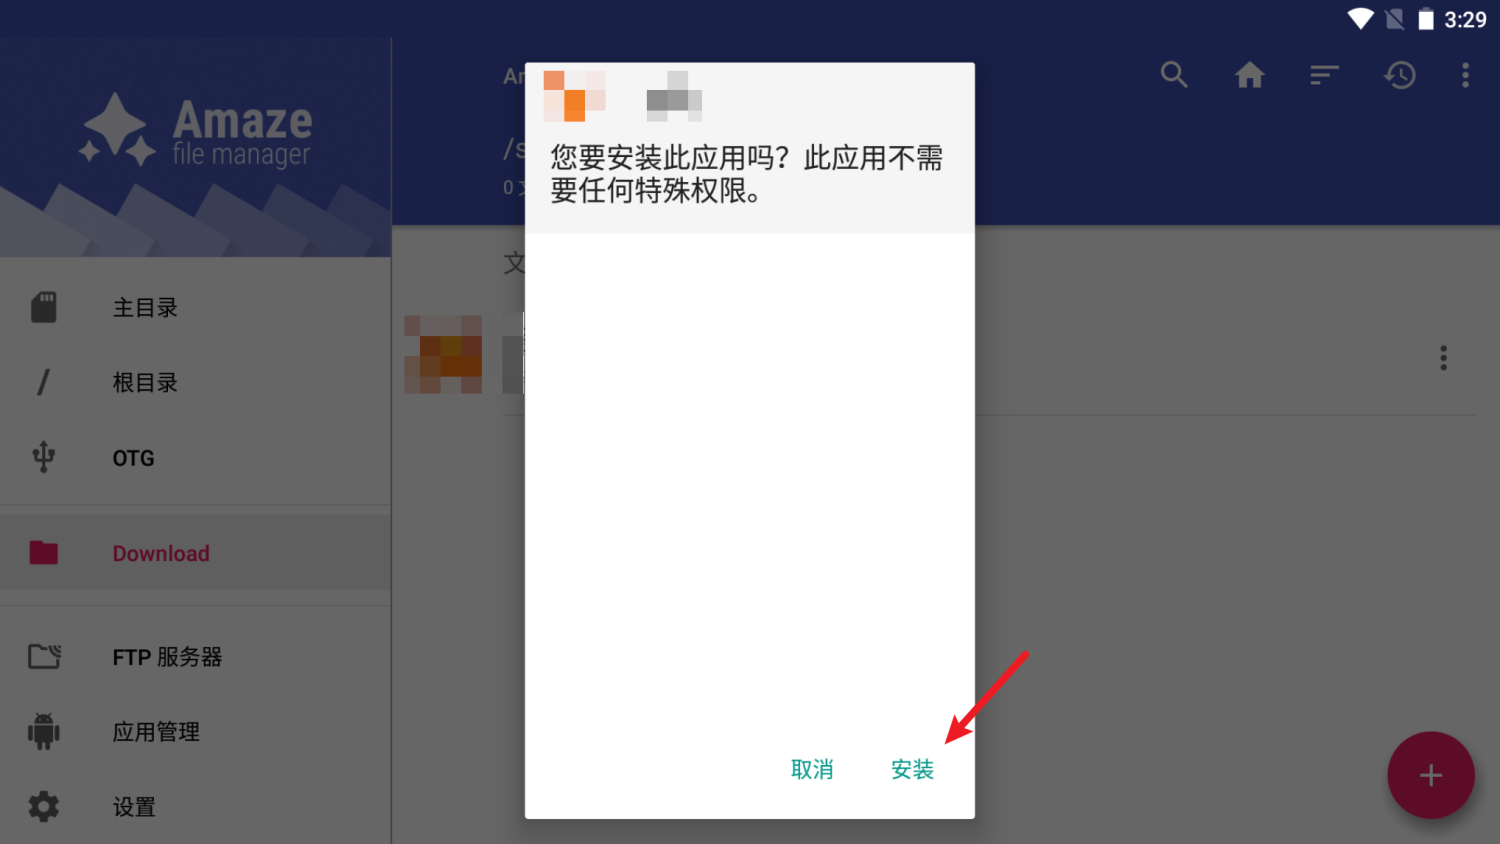 3:29
Amaze
file manager
您要安装此应用吗？此应用不需
要任何特殊权限。
主目录
根目录
OTG
Download
FTP 服务器
应用管理
设置
取消
安装
/s
0
文